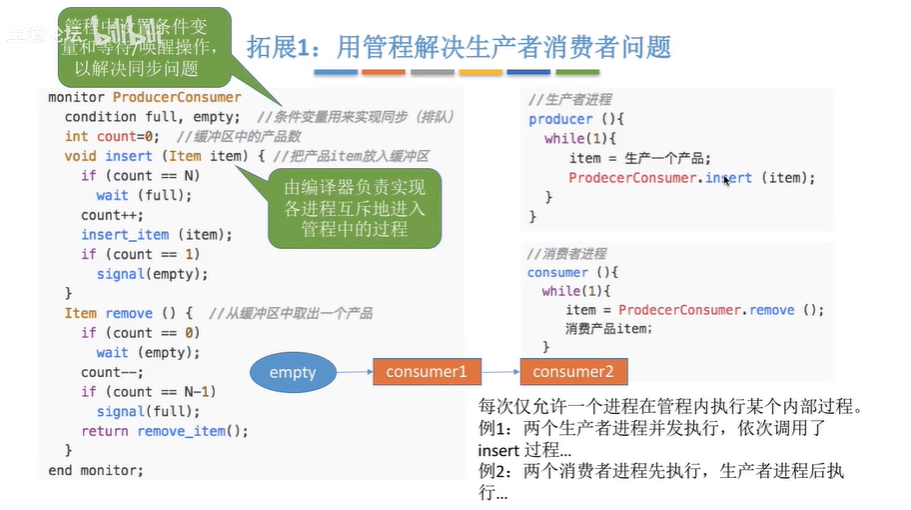 管程中设置条件变
量和等待/唤醒操作，
以解决同步问题
bilibili
拓展1：用管程解决生产者消费者问题
monitor ProducerConsumer
condition full, empty; //条件变量用来实现同步（排队）
int count=0; //缓冲区中的产品数
void insert (Item item) { //把产品item放入缓冲区
if (count == N)
wait (full);
count++;
insert_item (item);
if (count == 1)
signal(empty);
}
Item remove () { //从缓冲区中取出一个产品
if (count == 0)
wait (empty);
count--;
if (count == N-1)
signal(full);
return remove_item();
}
end monitor;
由编译器负责实现
各进程互斥地进入
管程中的过程
//生产者进程
producer (){
while(1){
item = 生产一个产品;
ProdecerConsumer.insert (item);
}
}
//消费者进程
consumer (){
while(1){
item = ProdecerConsumer.remove ();
消费产品item;
}
empty
consumer1
consumer2
每次仅允许一个进程在管程内执行某个内部过程。
例1：两个生产者进程并发执行，依次调用了
insert 过程…
例2：两个消费者进程先执行，生产者进程后执
行…